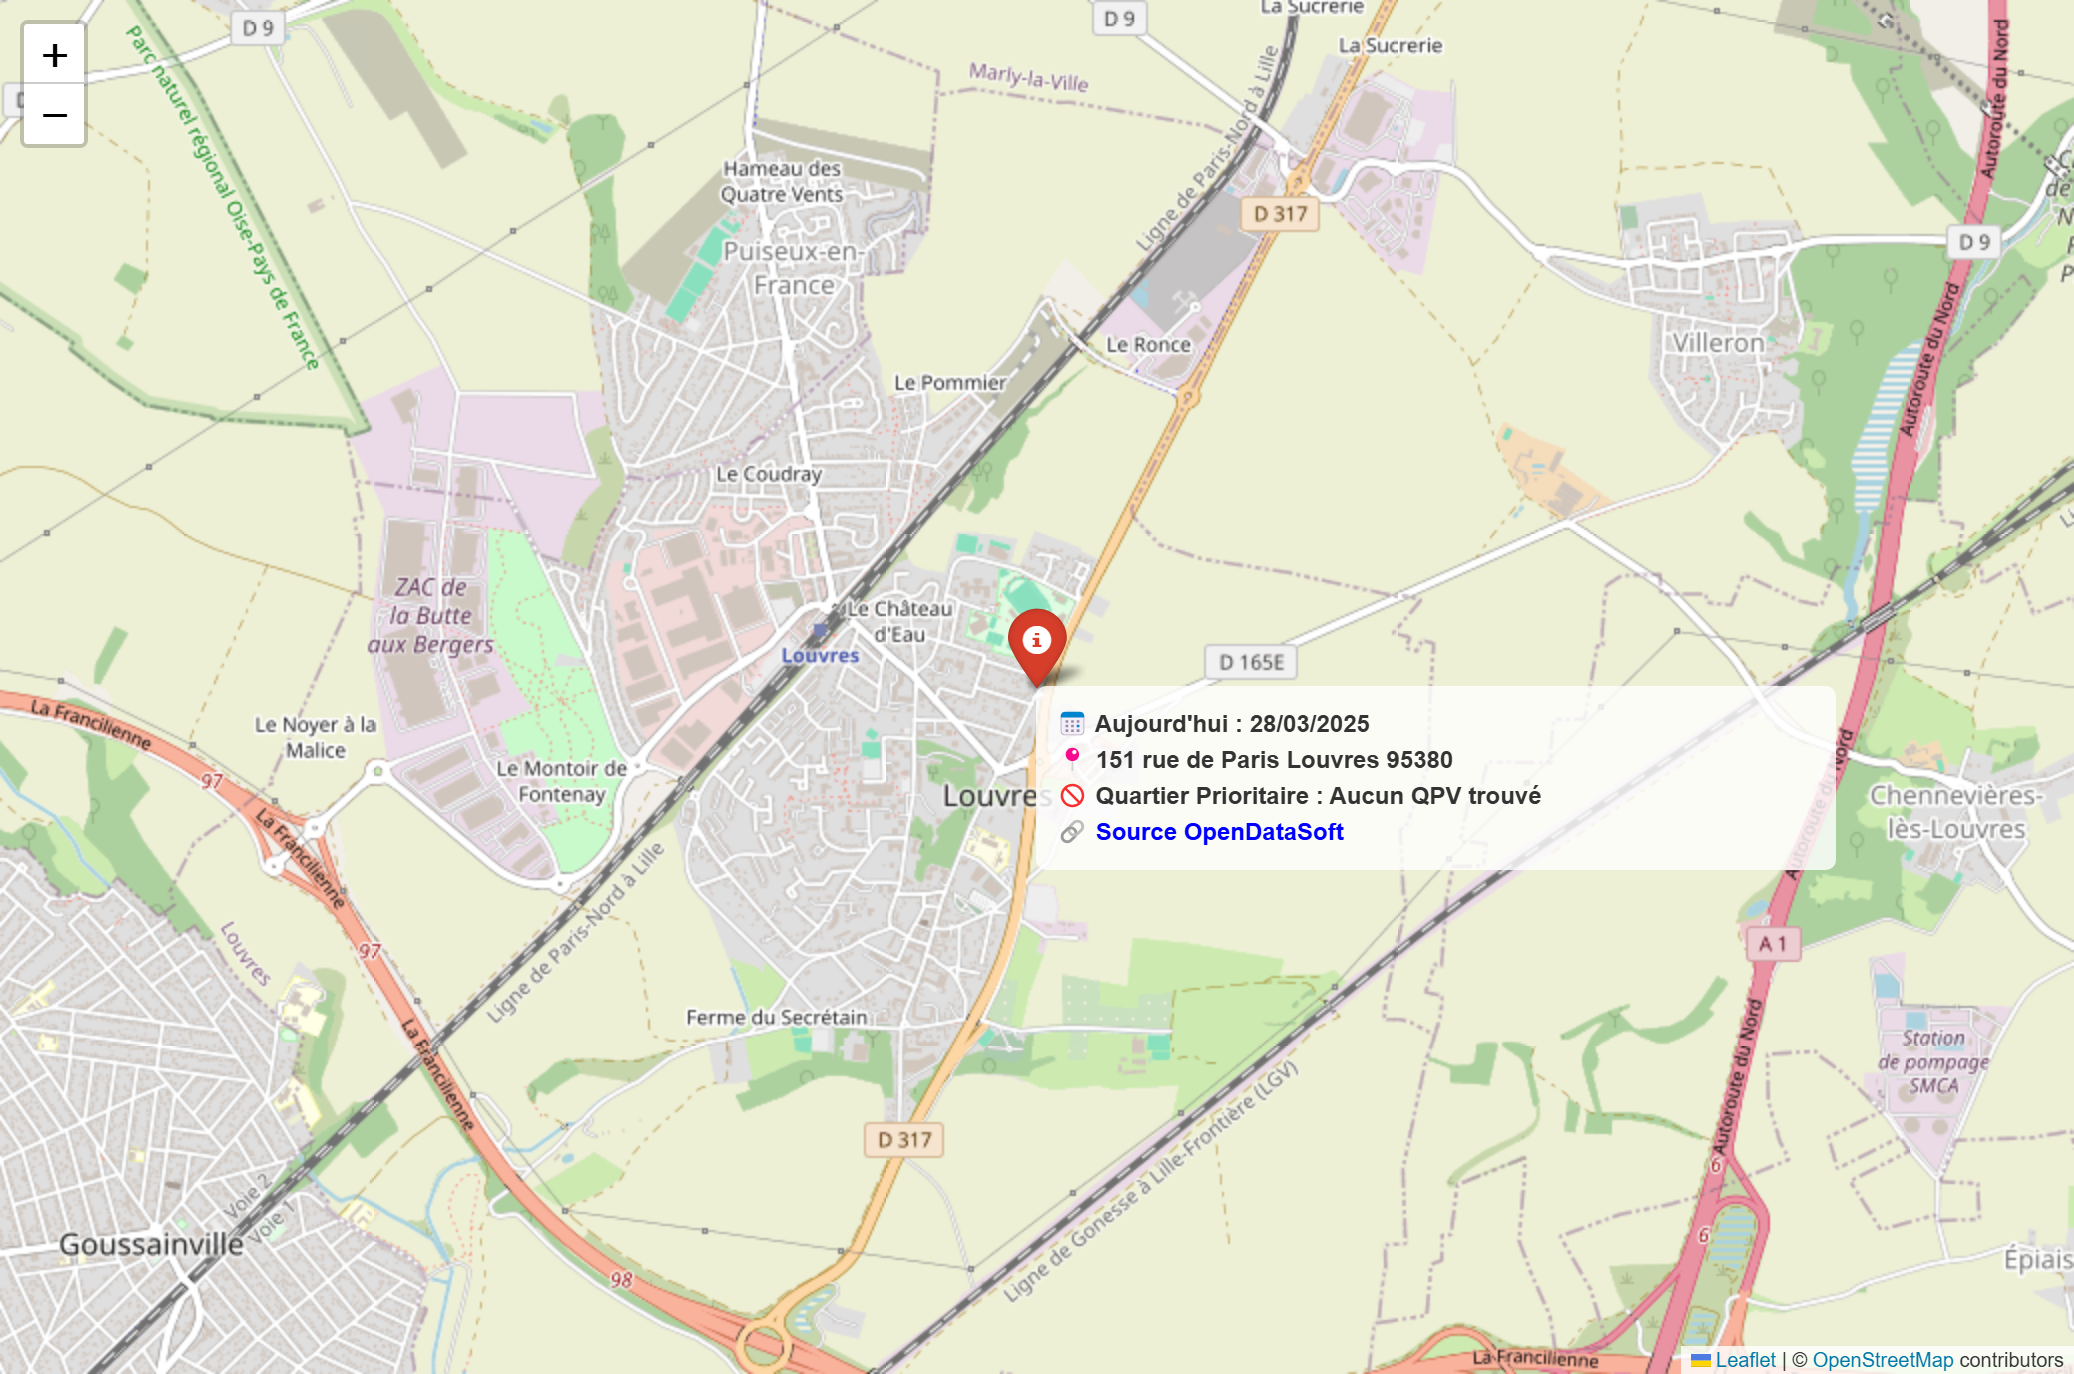 +
−
D 9
D 9
La Sucrerie
La Sucrerie
Marly-la-Ville
Parc naturel régional Oise-Pays de France
Ligne de Paris-Nord à Lille
Autoroute du Nord
Hameau des
Quatre Vents
D 317
D 9
Puiseux-en-
France
Le Ronce
Villeron
Autoroute du Nord
Le Pommier
Le Coudray
ZAC de
la Butte
aux Bergers
Le Château
d'Eau
Louvres
D 165E
La Francilienne
Le Noyer à la
Malice
Le Montoir de
Fontenay
97
La Francilienne
Louvres
Aujourd'hui : 28/03/2025
151 rue de Paris Louvres 95380
Quartier Prioritaire : Aucun QPV trouvé
Source OpenDataSoft
Autoroute du Nord
Chennevières-
lès-Louvres
Ligne de Paris-Nord à Lille
Louvres
97
A 1
La Francilienne
Ferme du Secrétain
Autoroute du Nord
Station
de pompage
SMCA
Ligne de Gonesse à Lille-Frontière (LGV)
D 317
6
Voie 2
Voie 1
Goussainville
6
98
Épiais
La Francilienne
Leaflet | © OpenStreetMap contributors